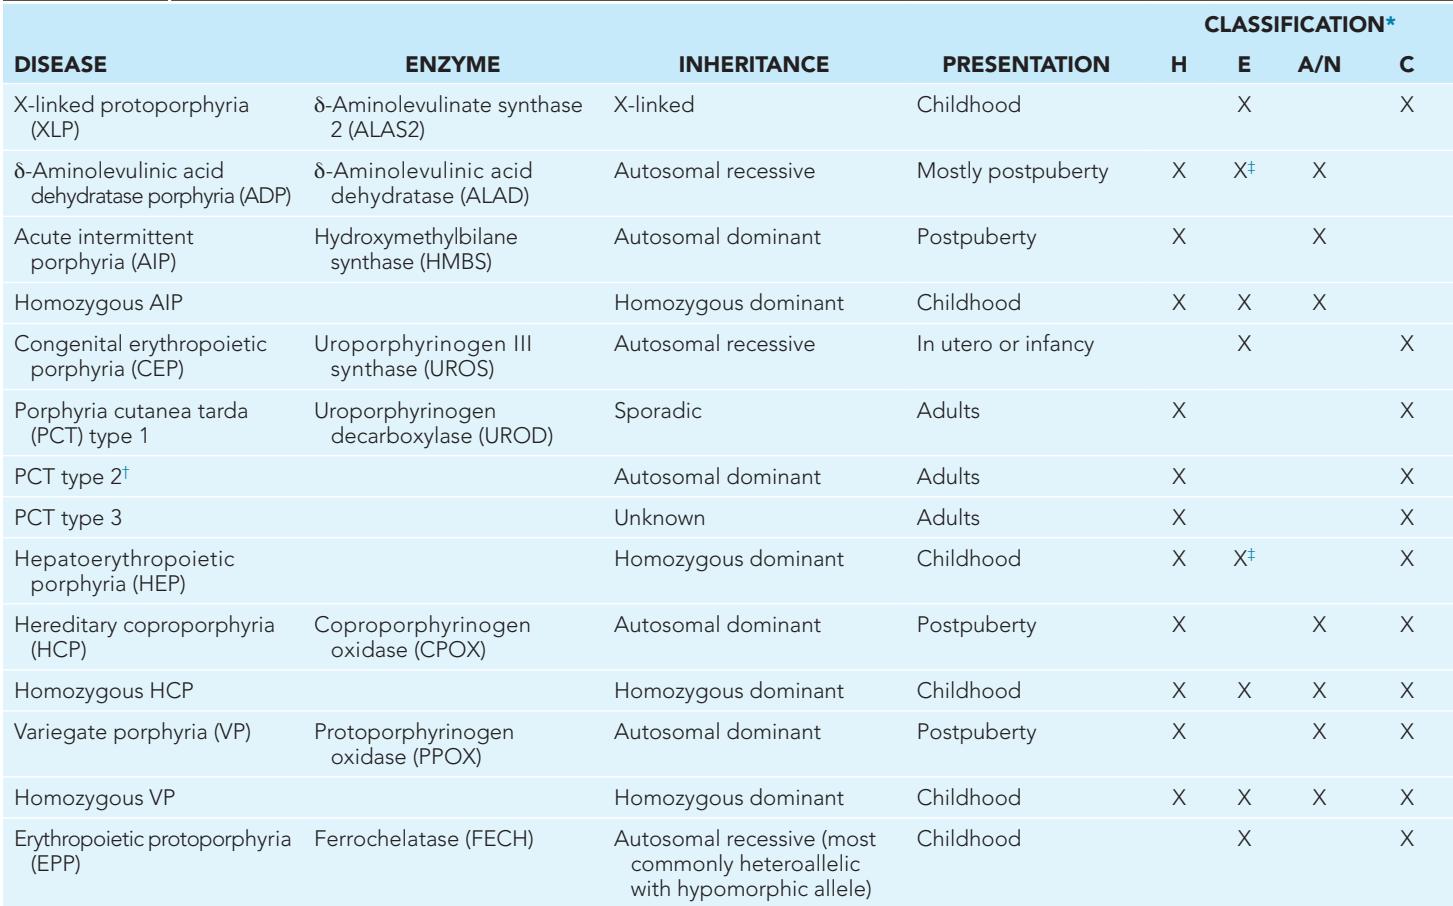 CLASSIFICATION*
DISEASE ENZYME INHERITANCE PRESENTATION H E A/N C
X-linked protoporphyria δ-Aminolevulinate synthase X-linked Childhood X X
(XLP) 2 (ALAS2)
δ-Aminolevulinic acid δ-Aminolevulinic acid Autosomal recessive Mostly postpuberty X X‡ X
dehydratase porphyria (ADP) dehydratase (ALAD)
Acute intermittent Hydroxymethylbilane Autosomal dominant Postpuberty X X
porphyria (AIP) synthase (HMBS)
Homozygous AIP Homozygous dominant Childhood X X X
Congenital erythropoietic Uroporphyrinogen III Autosomal recessive In utero or infancy X X
porphyria (CEP) synthase (UROS)
Porphyria cutanea tarda Uroporphyrinogen Sporadic Adults X X
(PCT) type 1 decarboxylase (UROD)
PCT type 2† Autosomal dominant Adults X X
PCT type 3 Unknown Adults X X
Hepatoerythropoietic Homozygous dominant Childhood X X‡ X
porphyria (HEP)
Hereditary coproporphyria Coproporphyrinogen Autosomal dominant Postpuberty X X X
(HCP) oxidase (CPOX)
Homozygous HCP Homozygous dominant Childhood X X X X
Variegate porphyria (VP) Protoporphyrinogen Autosomal dominant Postpuberty X X X
oxidase (PPOX)
Homozygous VP Homozygous dominant Childhood X X X X
Erythropoietic protoporphyria Ferrochelatase (FECH) Autosomal recessive (most Childhood X X
(EPP) commonly heteroallelic
with hypomorphic allele)